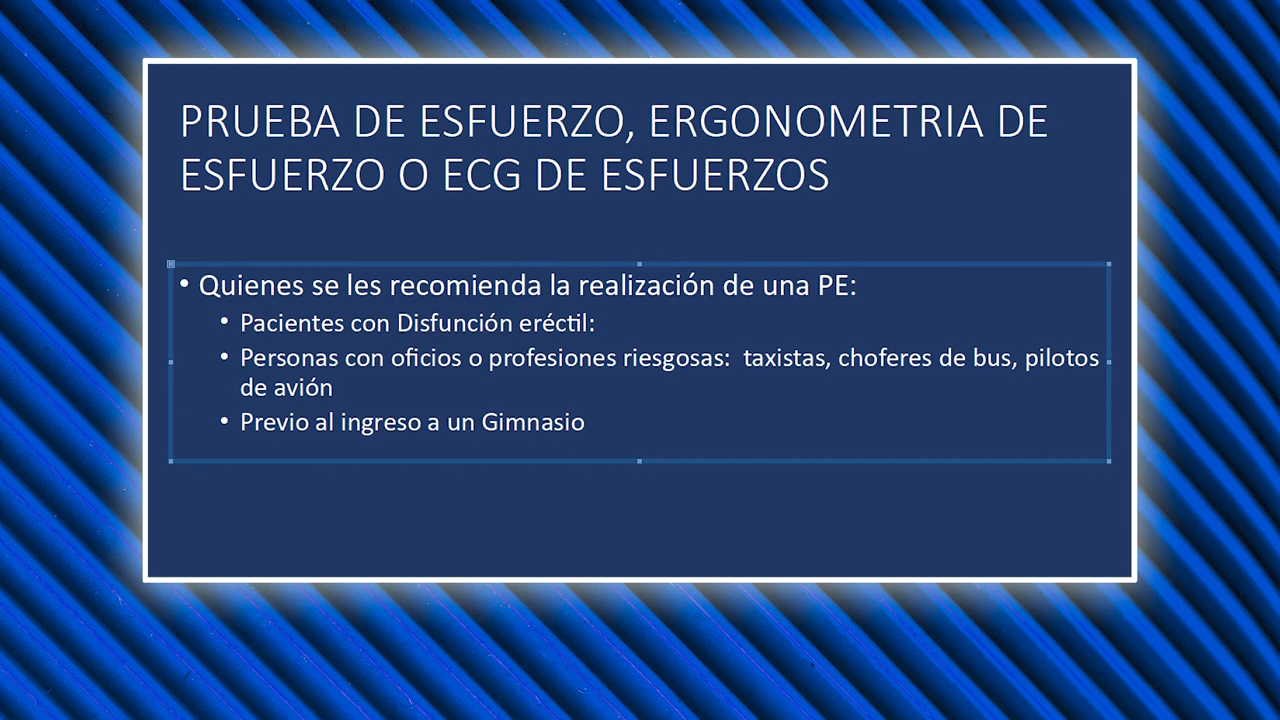 PRUEBA DE ESFUERZO, ERGONOMETRIA DE
ESFUERZO O ECG DE ESFUERZOS
• Quienes se les recomienda la realización de una PE:
• Pacientes con Disfunción eréctil:
• Personas con oficios o profesiones riesgosas:  taxistas, choferes de bus, pilotos
de avión
• Previo al ingreso a un Gimnasio